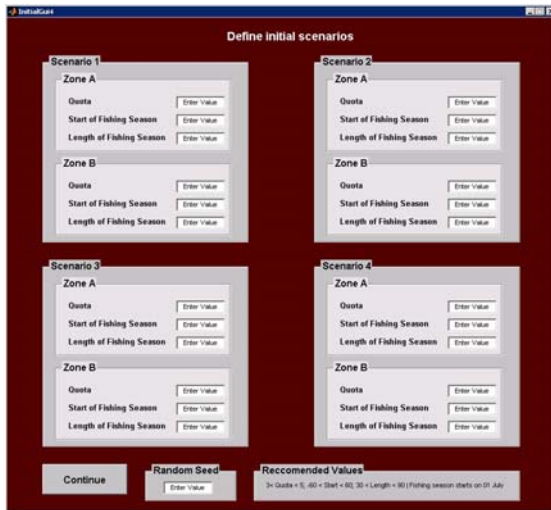 InitialGui4
Define initial scenarios
Scenario 1
Zone A
Quota Enter Value
Start of Fishing Season Enter Value
Length of Fishing Season Enter Value
Zone B
Quota Enter Value
Start of Fishing Season Enter Value
Length of Fishing Season Enter Value
Scenario 2
Zone A
Quota Enter Value
Start of Fishing Season Enter Value
Length of Fishing Season Enter Value
Zone B
Quota Enter Value
Start of Fishing Season Enter Value
Length of Fishing Season Enter Value
Scenario 3
Zone A
Quota Enter Value
Start of Fishing Season Enter Value
Length of Fishing Season Enter Value
Zone B
Quota Enter Value
Start of Fishing Season Enter Value
Length of Fishing Season Enter Value
Scenario 4
Zone A
Quota Enter Value
Start of Fishing Season Enter Value
Length of Fishing Season Enter Value
Zone B
Quota Enter Value
Start of Fishing Season Enter Value
Length of Fishing Season Enter Value
Continue
Random Seed
Enter Value
Reccomended Values
3< Quota < 5; -60 < Start < 60; 30 < Length < 90 | Fishing season starts on 01 July